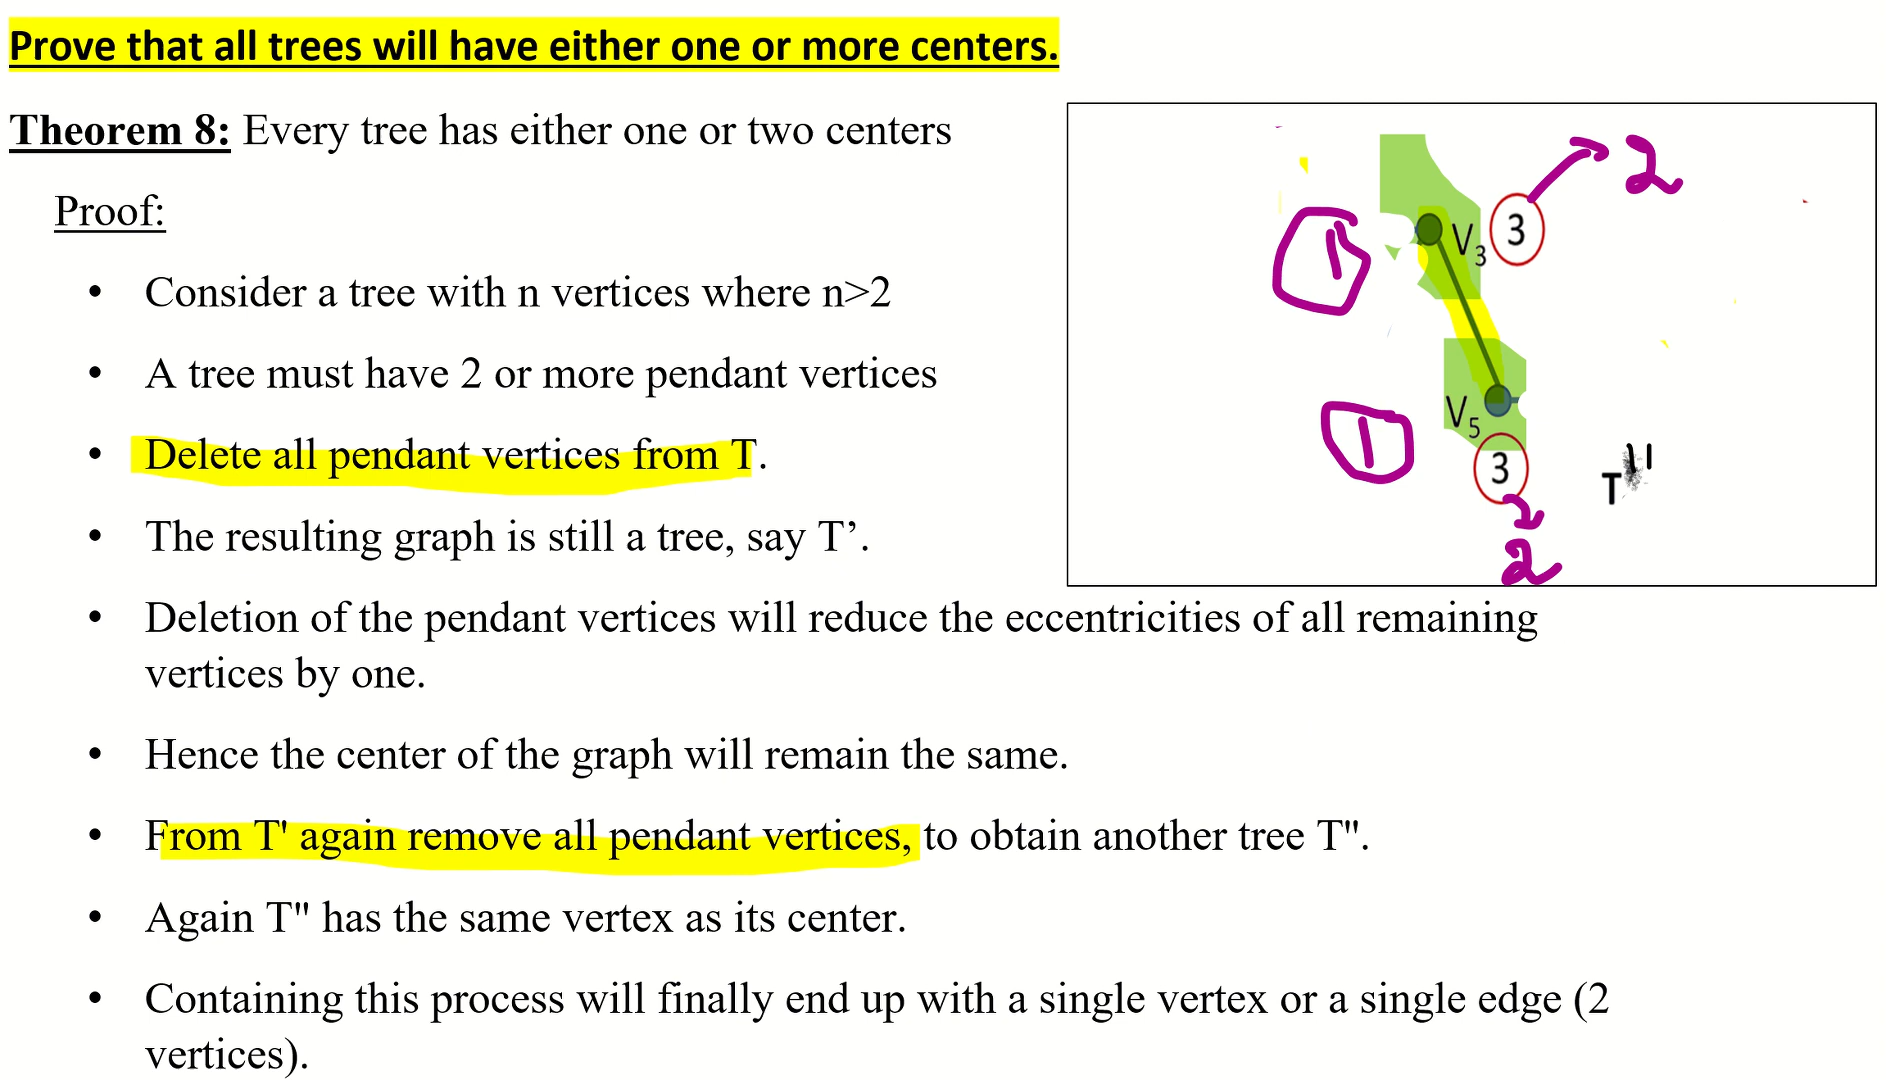 Prove that all trees will have either one or more centers.
Theorem 8: Every tree has either one or two centers
Proof:
• Consider a tree with n vertices where n>2
• A tree must have 2 or more pendant vertices
• Delete all pendant vertices from T.
• The resulting graph is still a tree, say T’.
• Deletion of the pendant vertices will reduce the eccentricities of all remaining
vertices by one.
• Hence the center of the graph will remain the same.
• From T' again remove all pendant vertices, to obtain another tree T".
• Again T" has the same vertex as its center.
• Containing this process will finally end up with a single vertex or a single edge (2
vertices).
2
1
V3
3
1
V5
3
T"
2